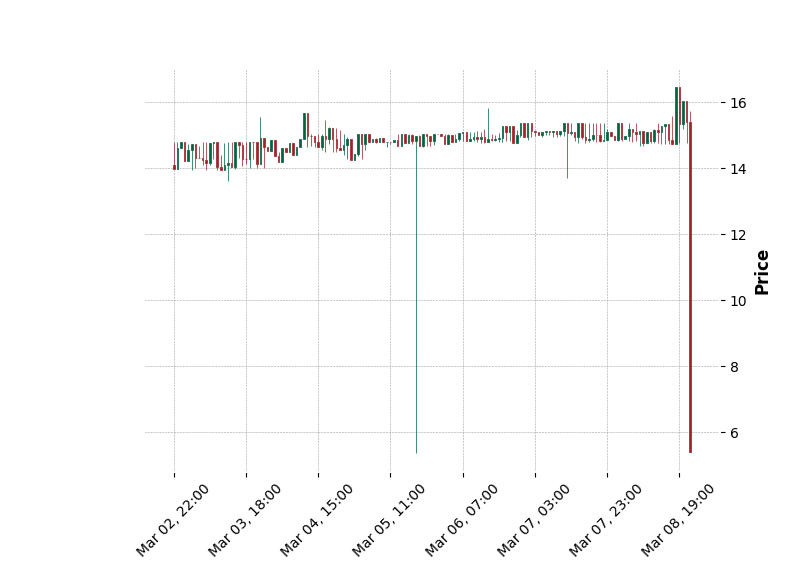 16
14
12
10
8
6
Price
Mar 02, 22:00
Mar 03, 18:00
Mar 04, 15:00
Mar 05, 11:00
Mar 06, 07:00
Mar 07, 03:00
Mar 07, 23:00
Mar 08, 19:00